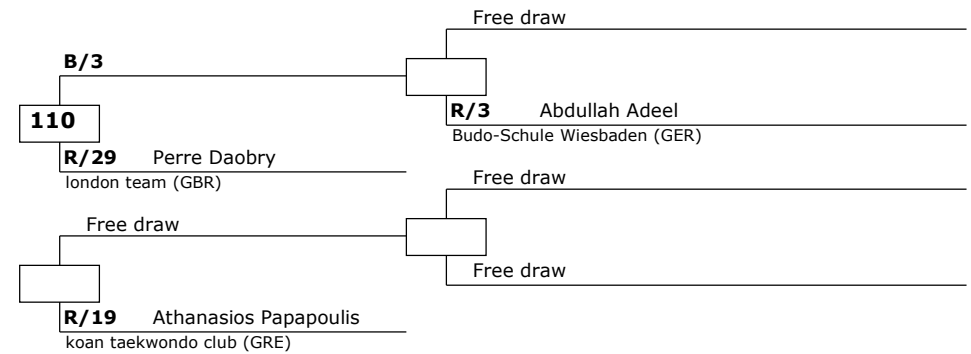 Free draw
B/3
R/3 Abdullah Adeel
110
Budo-Schule Wiesbaden (GER)
R/29 Perre Daobry
london team (GBR)
Free draw
Free draw
Free draw
R/19 Athanasios Papapoulis
koan taekwondo club (GRE)